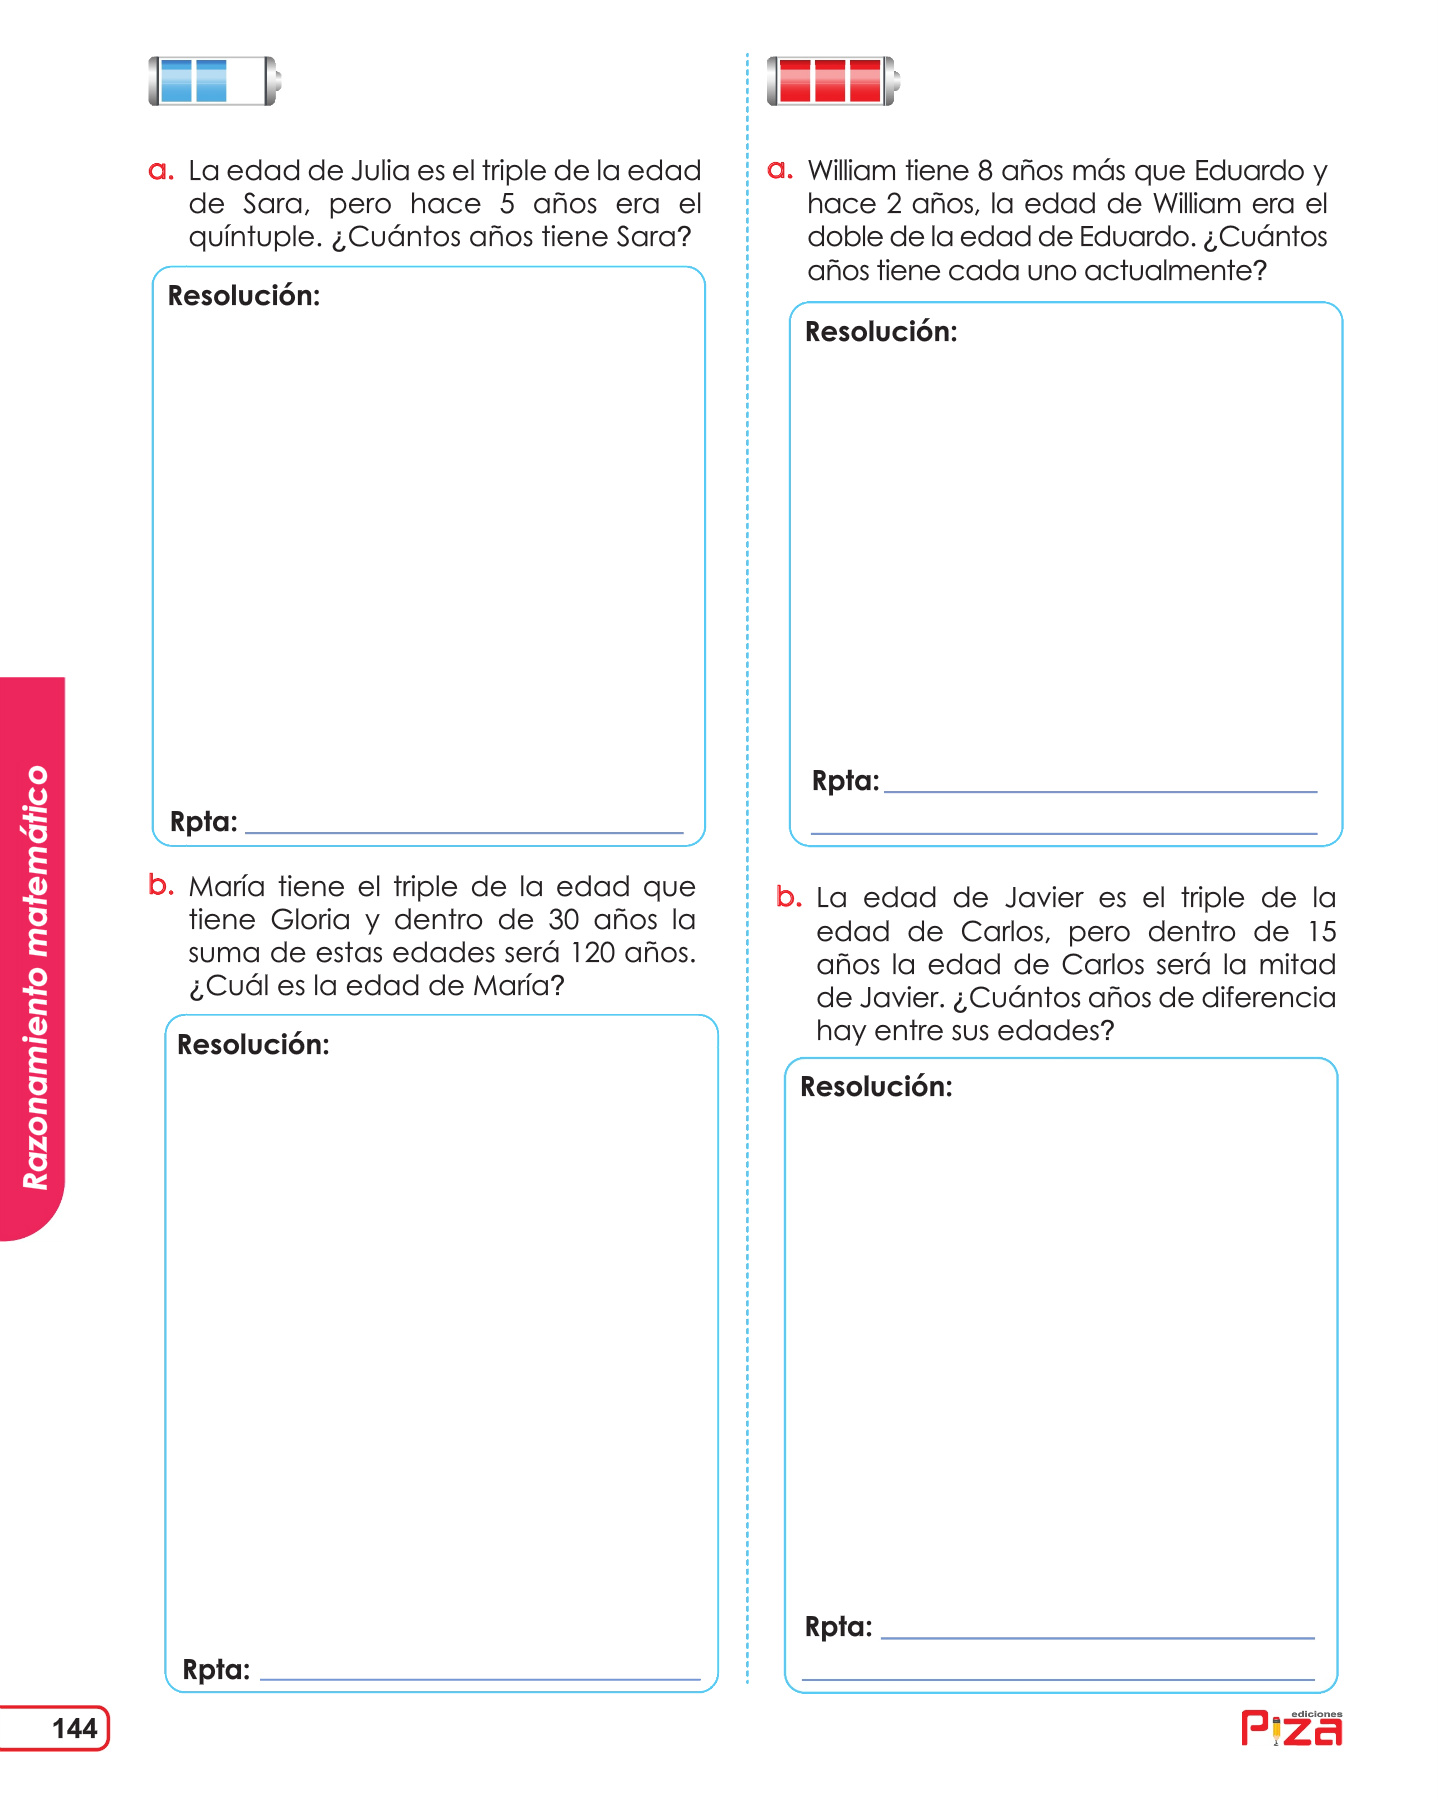 a. La edad de Julia es el triple de la edad
de Sara, pero hace 5 años era el
quíntuple. ¿Cuántos años tiene Sara?
Resolución:
Rpta:
b. María tiene el triple de la edad que
tiene Gloria y dentro de 30 años la
suma de estas edades será 120 años.
¿Cuál es la edad de María?
Resolución:
Rpta:
a. William tiene 8 años más que Eduardo y
hace 2 años, la edad de William era el
doble de la edad de Eduardo. ¿Cuántos
años tiene cada uno actualmente?
Resolución:
Rpta:
b. La edad de Javier es el triple de la
edad de Carlos, pero dentro de 15
años la edad de Carlos será la mitad
de Javier. ¿Cuántos años de diferencia
hay entre sus edades?
Resolución:
Rpta:
Razonamiento matemático
144
ediciones
Piza